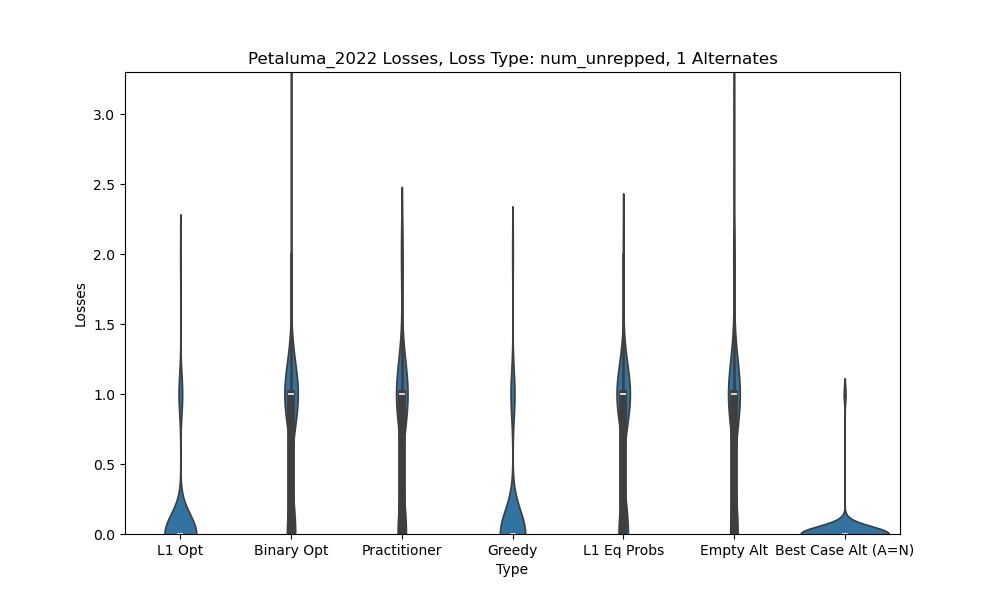 Petaluma_2022 Losses, Loss Type: num_unrepped, 1 Alternates
Losses
3.0
2.5
2.0
1.5
1.0
0.5
0.0
L1 Opt
Binary Opt
Practitioner
Greedy
L1 Eq Probs
Empty Alt
Best Case Alt (A=N)
Type